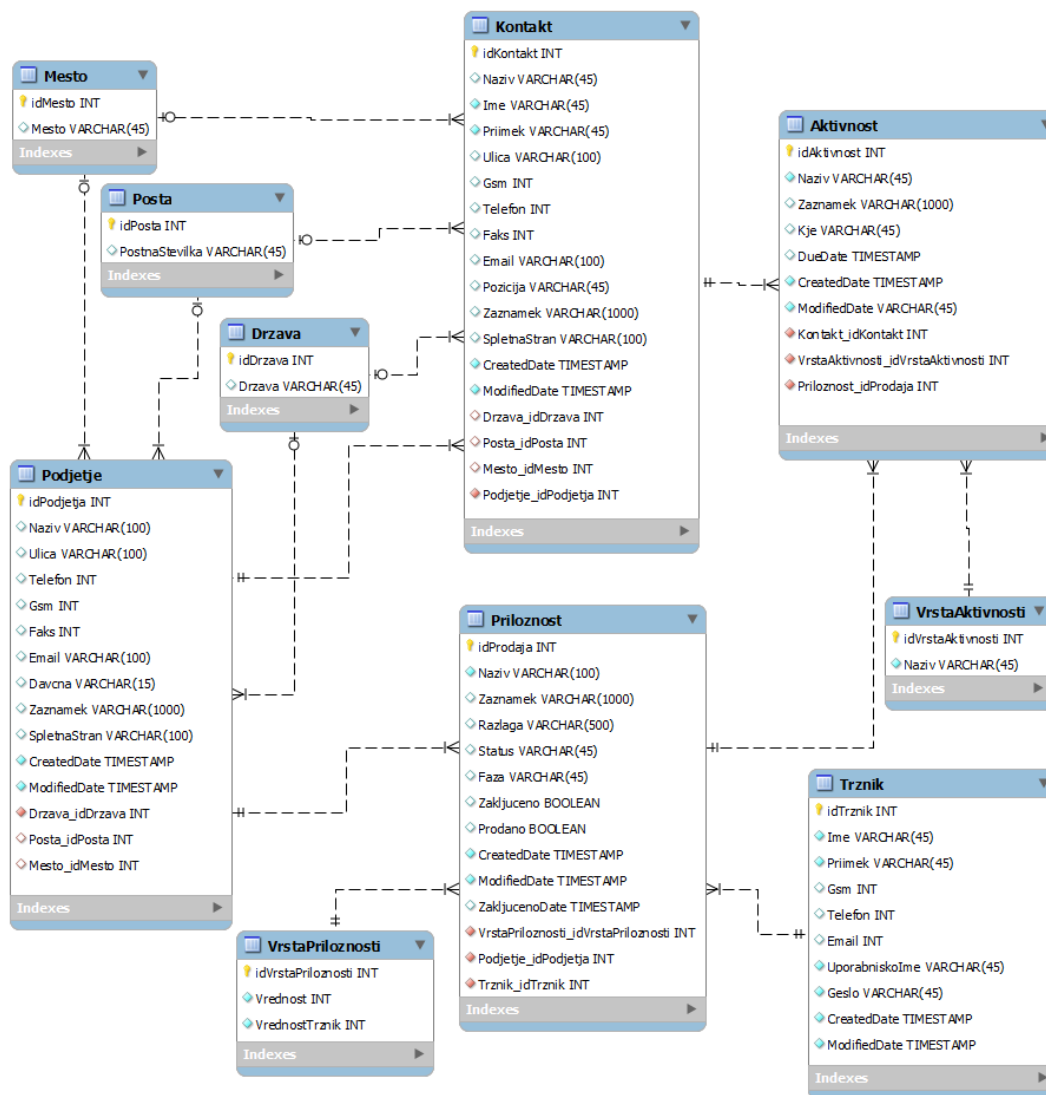 Kontakt
idKontakt INT
Naziv VARCHAR(45)
Ime VARCHAR(45)
Priimek VARCHAR(45)
Ulica VARCHAR(100)
Gsm INT
Telefon INT
Faks INT
Email VARCHAR(100)
Pozicija VARCHAR(45)
Zaznamek VARCHAR(1000)
SpletnaStran VARCHAR(100)
CreatedDate TIMESTAMP
ModifiedDate TIMESTAMP
Drzava_idDrzava INT
Posta_idPosta INT
Mesto_idMesto INT
Podjetje_idPodjetja INT
Indexes
Mesto
idMesto INT
Mesto VARCHAR(45)
Indexes
Posta
idPosta INT
PostnaStevilka VARCHAR(45)
Indexes
Drzava
idDrzava INT
Drzava VARCHAR(45)
Indexes
Aktivnost
idAktivnost INT
Naziv VARCHAR(45)
Zaznamek VARCHAR(1000)
Kje VARCHAR(45)
DueDate TIMESTAMP
CreatedDate TIMESTAMP
ModifiedDate VARCHAR(45)
Kontakt_idKontakt INT
VrstaAktivnosti_idVrstaAktivnosti INT
Priloznost_idProdaja INT
Indexes
Podjetje
idPodjetja INT
Naziv VARCHAR(100)
Ulica VARCHAR(100)
Telefon INT
Gsm INT
Faks INT
Email VARCHAR(100)
Davcna VARCHAR(15)
Zaznamek VARCHAR(1000)
SpletnaStran VARCHAR(100)
CreatedDate TIMESTAMP
ModifiedDate TIMESTAMP
Drzava_idDrzava INT
Posta_idPosta INT
Mesto_idMesto INT
Indexes
Priloznost
idProdaja INT
Naziv VARCHAR(100)
Zaznamek VARCHAR(1000)
Razlaga VARCHAR(500)
Status VARCHAR(45)
Faza VARCHAR(45)
Zakljuceno BOOLEAN
Prodano BOOLEAN
CreatedDate TIMESTAMP
ModifiedDate TIMESTAMP
ZakljucenoDate TIMESTAMP
VrstaPriloznosti_idVrstaPriloznosti INT
Podjetje_idPodjetja INT
Trznik_idTrznik INT
Indexes
VrstaAktivnosti
idVrstaAktivnosti INT
Naziv VARCHAR(45)
Indexes
VrstaPriloznosti
idVrstaPriloznosti INT
Vrednost INT
VrednostTrznik INT
Indexes
Trznik
idTrznik INT
Ime VARCHAR(45)
Priimek VARCHAR(45)
Gsm INT
Telefon INT
Email INT
UporabniskoIme VARCHAR(45)
Geslo VARCHAR(45)
CreatedDate TIMESTAMP
ModifiedDate TIMESTAMP
Indexes